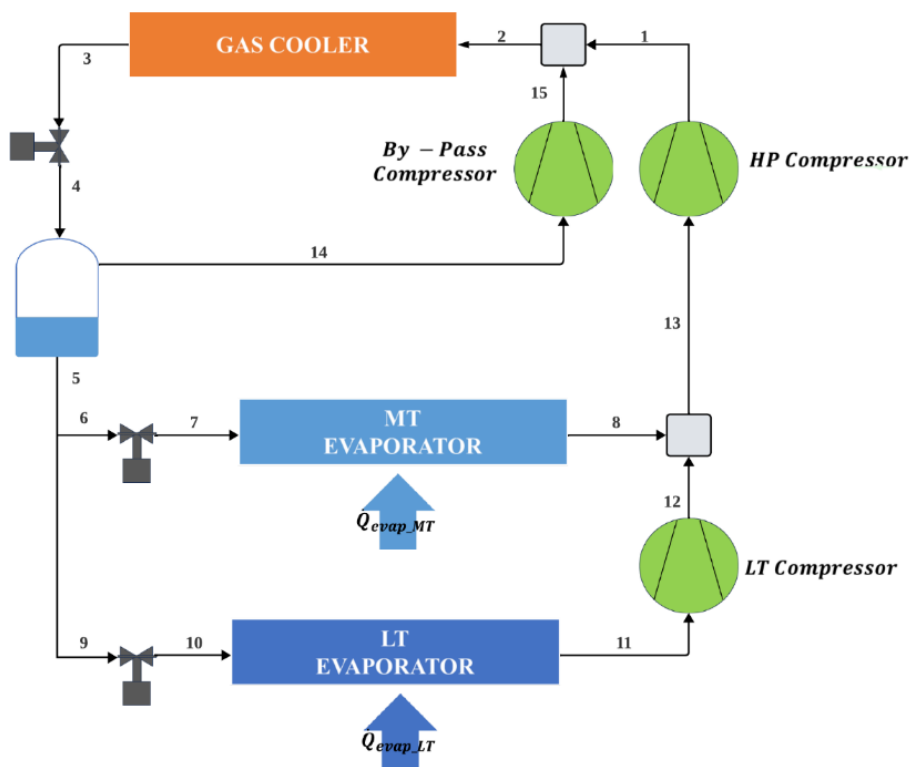 GAS COOLER
3
2
1
15
By – Pass
Compressor
HP Compressor
4
14
13
5
6
7
MT
EVAPORATOR
8
Q̇evap_MT
12
LT Compressor
9
10
LT
EVAPORATOR
11
Q̇evap_LT